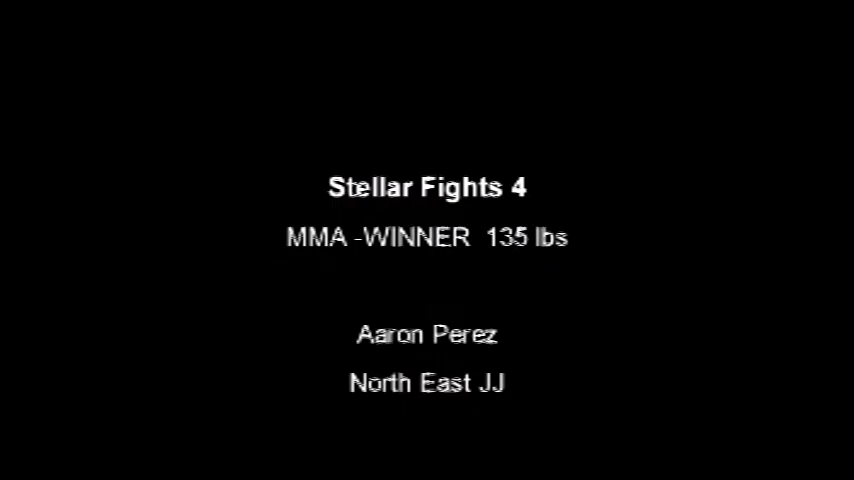 Stellar Fights 4
MMA -WINNER 135 lbs
Aaron Perez
North East JJ